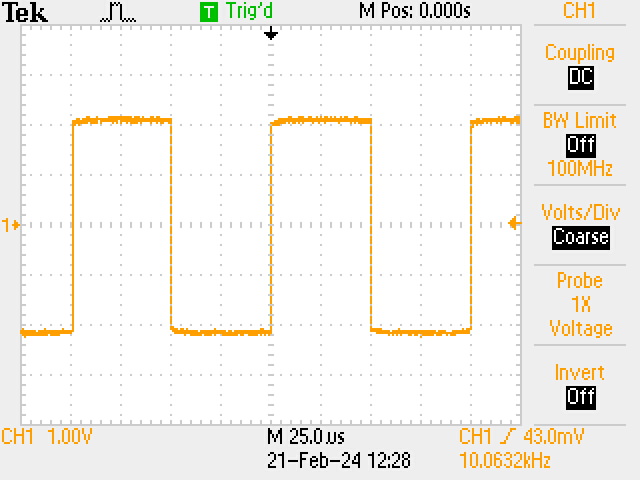 Tek T Trig'd M Pos: 0.000s CH1
Coupling
DC
BW Limit
Off
100MHz
1
Volts/Div
Coarse
Probe
1X
Voltage
Invert
Off
CH1 1.00V M 25.0µs CH1 43.0mV
21-Feb-24 12:28 10.0632kHz